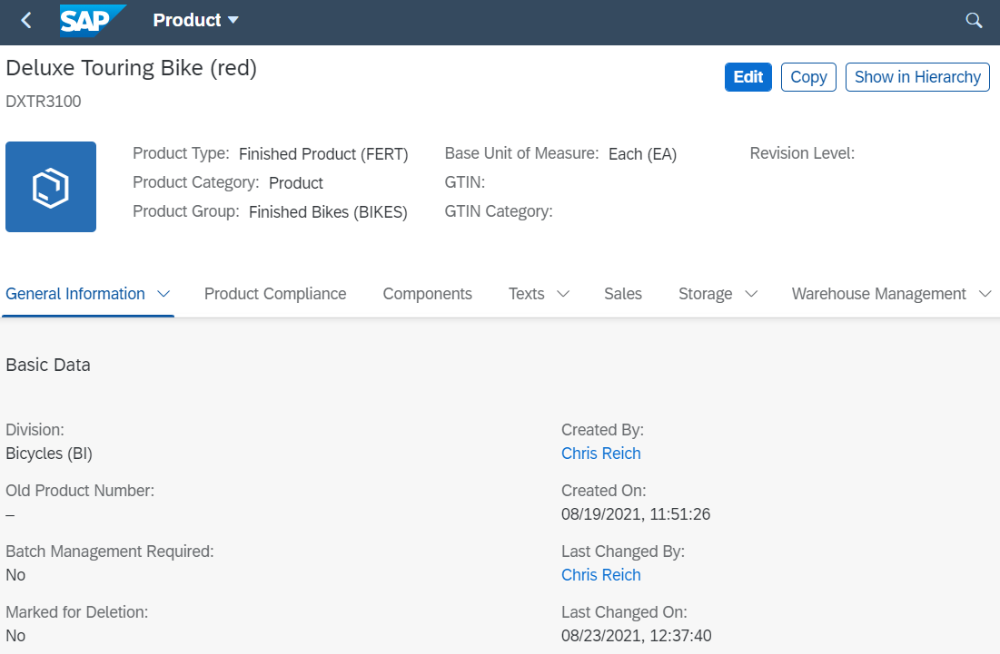 SAP Product
Deluxe Touring Bike (red)
DXTR3100
Edit Copy Show in Hierarchy
Product Type: Finished Product (FERT)
Product Category: Product
Product Group: Finished Bikes (BIKES)
Base Unit of Measure: Each (EA)
GTIN:
GTIN Category:
Revision Level:
General Information Product Compliance Components Texts Sales Storage Warehouse Management
Basic Data
Division:
Bicycles (BI)
Old Product Number:
–
Batch Management Required:
No
Marked for Deletion:
No
Created By:
Chris Reich
Created On:
08/19/2021, 11:51:26
Last Changed By:
Chris Reich
Last Changed On:
08/23/2021, 12:37:40